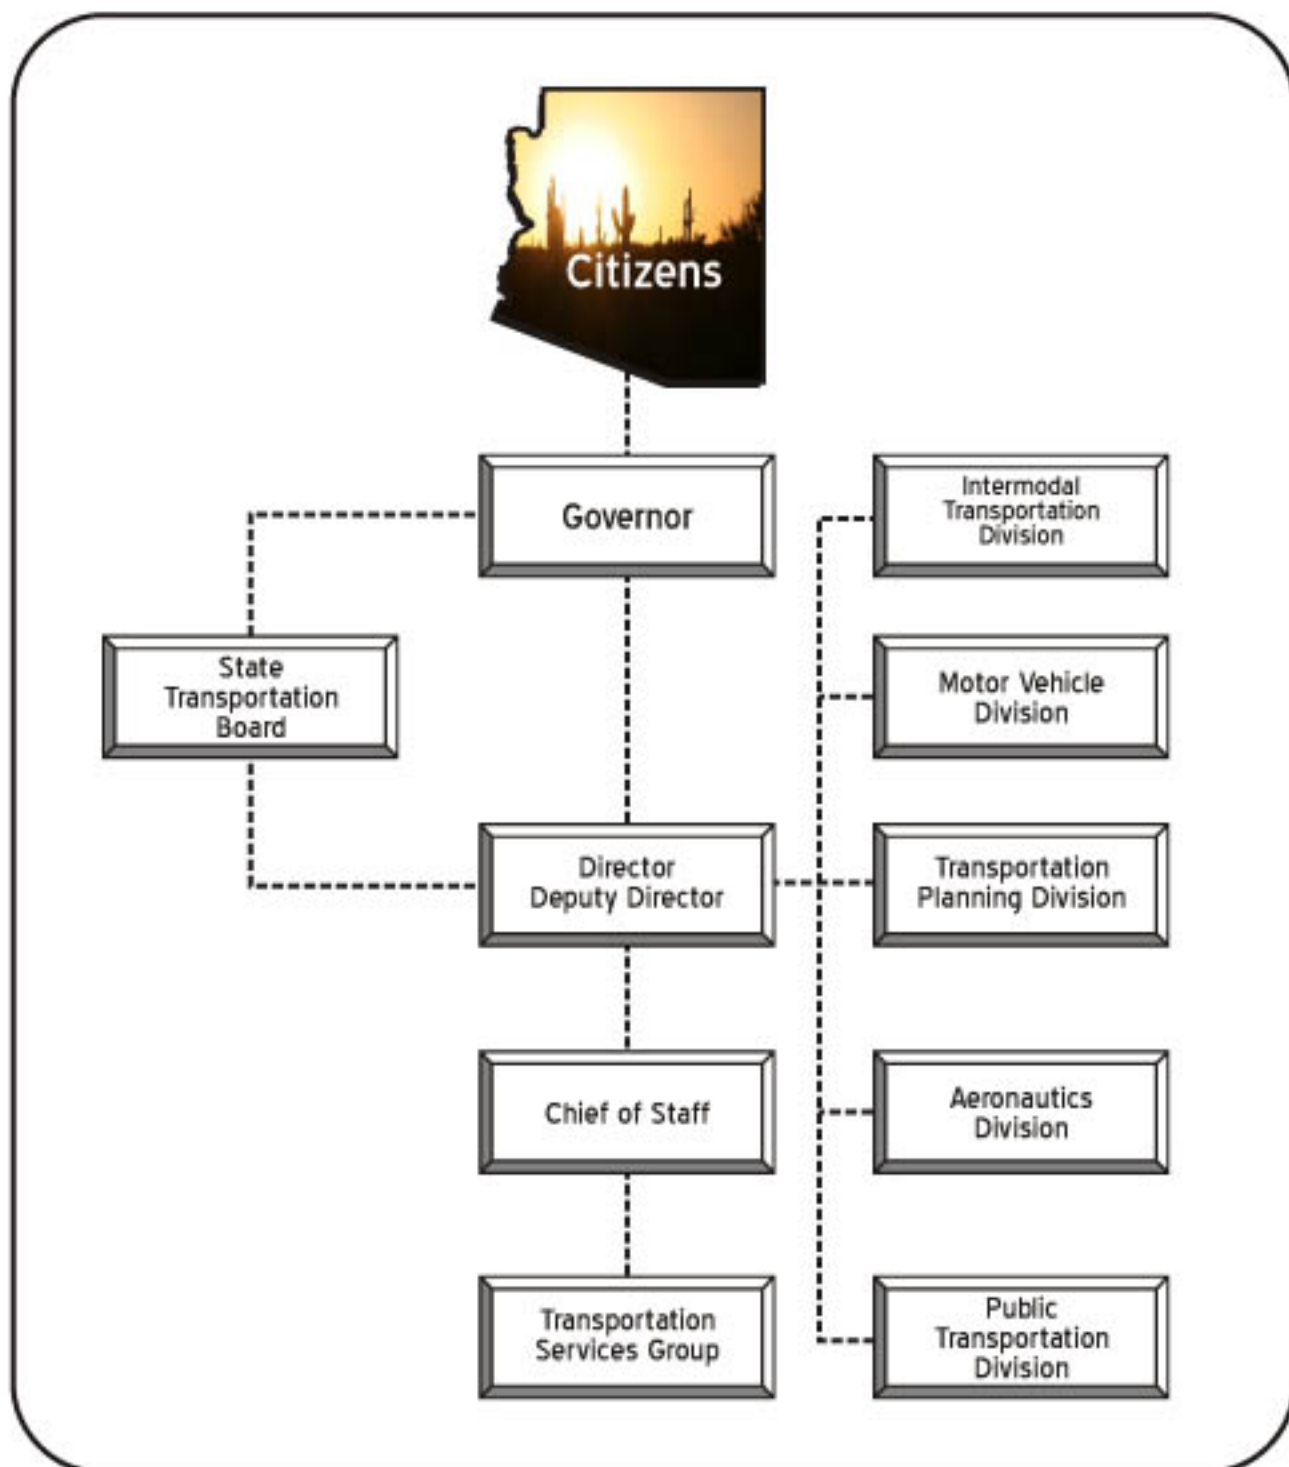 Citizens
Governor
Intermodal
Transportation
Division
State
Transportation
Board
Motor Vehicle
Division
Director
Deputy Director
Transportation
Planning Division
Chief of Staff
Aeronautics
Division
Transportation
Services Group
Public
Transportation
Division